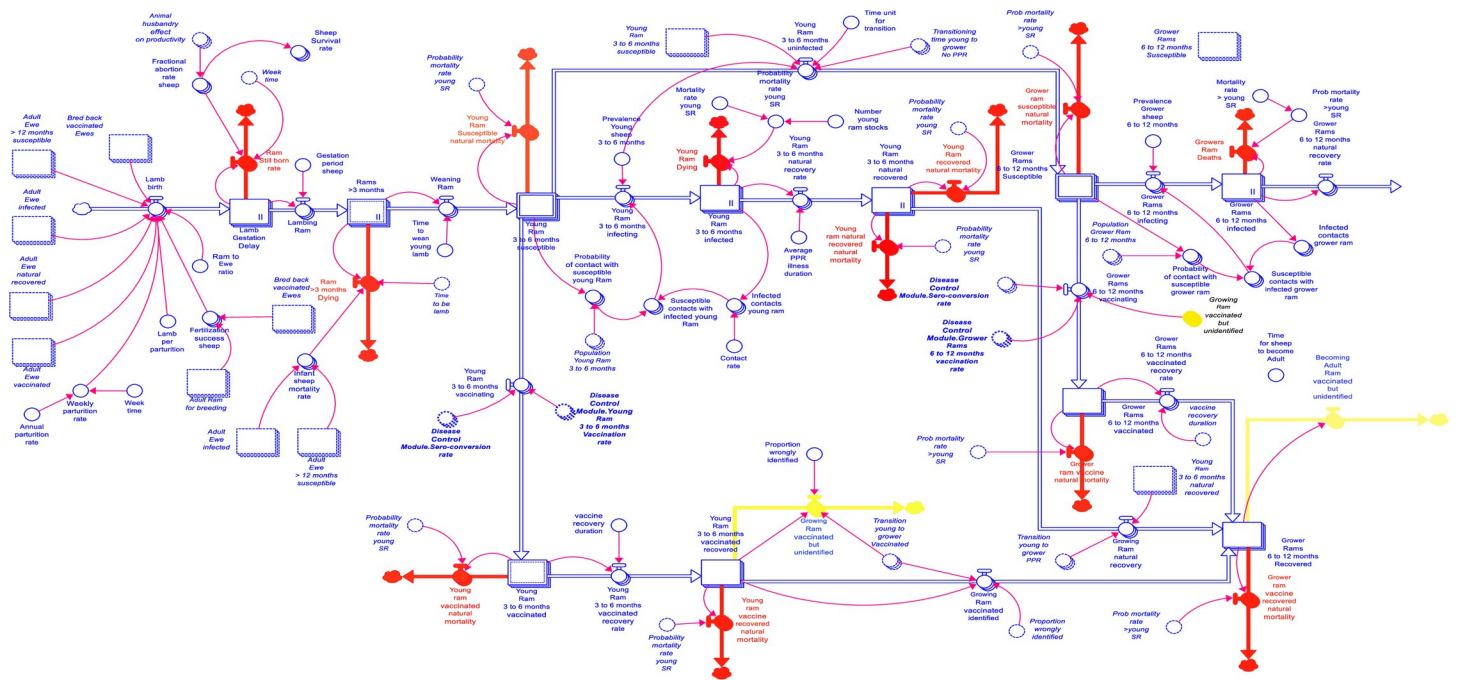 Animal
husbandry
effect
on productivity
Sheep
Survival
rate
Fractional
abortion
rate
sheep
Week
time
Adult
Ewe
> 12 months
susceptible
Bred back
vaccinated
Ewes
Lamb
birth
Ram
Still born
rate
Gestation
period
sheep
Rams
>3 months
Weaning
Ram
Adult
Ewe
infected
Lamb
Gestation
Delay
Lambing
Ram
Time
to wean
young
lamb
Adult
Ewe
natural
recovered
Ram to
Ewe ratio
Bred back
vaccinated
Ewes
Ram
>3 months
Dying
Time
to be
lamb
Adult
Ewe
vaccinated
Lamb
per
parturition
Fertilization
success
sheep
Adult Ram
for breeding
Infant
sheep mortality
rate
Annual
parturition
rate
Weekly
parturition
rate
Week
time
Adult
Ewe
infected
Adult
Ewe
> 12 months
susceptible
Probability
mortality
rate
young
SR
Young
Ram Susceptible
natural mortality
Young
Ram
3 to 6 months
susceptible
Young
Ram
3 to 6 months
uninfected
Time unit
for
transition
Transitioning
time young to
grower
No PPR
Prevalence
Young
sheep
3 to 6 months
Mortality
rate
young
SR
Probability
mortality rate
young SR
Number
young
ram stocks
Young
Ram Dying
Young
Ram
3 to 6 months
natural
recovery rate
Young
Ram
3 to 6 months
susceptible
Young
Ram
3 to 6 months
infecting
Young
Ram
3 to 6 months
infected
Average
PPR
illness
duration
Probability
of contact with
susceptible
young Ram
Susceptible
contacts with
infected young
Ram
Infected
contacts
young ram
Population
Young Ram
3 to 6 months
Contact
rate
Probability
mortality rate
young SR
Young
3 to 6 months
natural
recovered
Young
Ram recovered
natural mortality
Young
ram natural
recovered
natural mortality
Probability
mortality rate
young
SR
Grower
Rams
6 to 12 months
Susceptible
Prob mortality
rate
>young
SR
Grower
ram
susceptible
natural
mortality
Grower
Rams
6 to 12 months
susceptible
Prevalence
Grower
sheep
6 to 12 months
Mortality
rate
> young
SR
Prob mortality
rate
>young
SR
Growers
Ram Deaths
Grower
Rams
6 to 12 months
natural
recovery rate
Grower
Rams
6 to 12 months
infecting
Grower
Rams
6 to 12 months
infected
Population
Grower Ram
6 to 12 months
Probability of
contact with
susceptible
grower ram
Infected
contacts
grower ram
Susceptible
contacts with
infected
grower ram
Disease
Control
Module.Sero-conversion
rate
Grower
Rams
6 to 12 months
vaccinating
Growing
Ram
vaccinated
but
unidentified
Disease
Control
Module.Grower
Rams
6 to 12 months
vaccination
rate
Young
Ram
3 to 6 months
vaccinating
Disease
Control
Module.Sero-conversion
rate
Disease
Control
Module.Young
Ram
3 to 6 months
Vaccination
rate
Grower
Rams
6 to 12 months
vaccinated
recovery
rate
Time
for sheep
to become
Adult
Becoming
Adult
Ram
vaccinated
but
unidentified
Grower
Rams
6 to 12 months
vaccinated
vaccine
recovery
duration
Prob mortality
rate
>young
SR
Grower
ram vaccine
natural mortality
Young
Ram
3 to 6 months
natural
recovered
Proportion
wrongly
identified
Probability
mortality
rate
young
SR
vaccine
recovery
duration
Young
Ram
3 to 6 months
vaccinated
recovered
Growing
Ram
vaccinated
but
unidentified
Transition
young to
grower
Vaccinated
Transition
young to
grower
PPR
Growing
Ram
natural
recovery
Grower
Rams
6 to 12 months
Recovered
Young
ram
vaccinated
natural
mortality
Young
Ram
3 to 6 months
vaccinated
Young
Ram
3 to 6 months
vaccinated
recovery
rate
Probability
mortality
rate
young
SR
Young
ram
vaccine
recovered
natural
mortality
Growing
Ram
vaccinated
identified
Proportion
wrongly
identified
Prob mortality
rate
>young
SR
Grower
ram
vaccine
recovered
natural
mortality